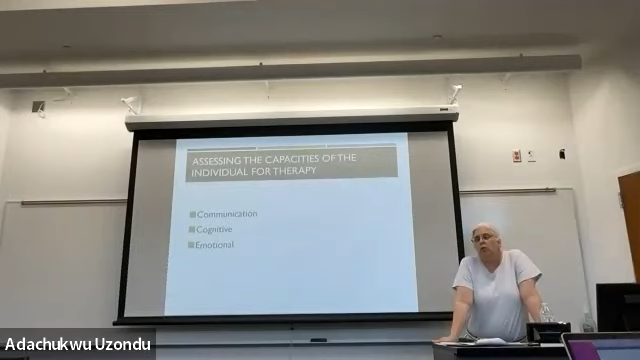 ASSESSING THE CAPACITIES OF THE
INDIVIDUAL FOR THERAPY
Communication
Cognitive
Emotional
Adachukwu Uzondu